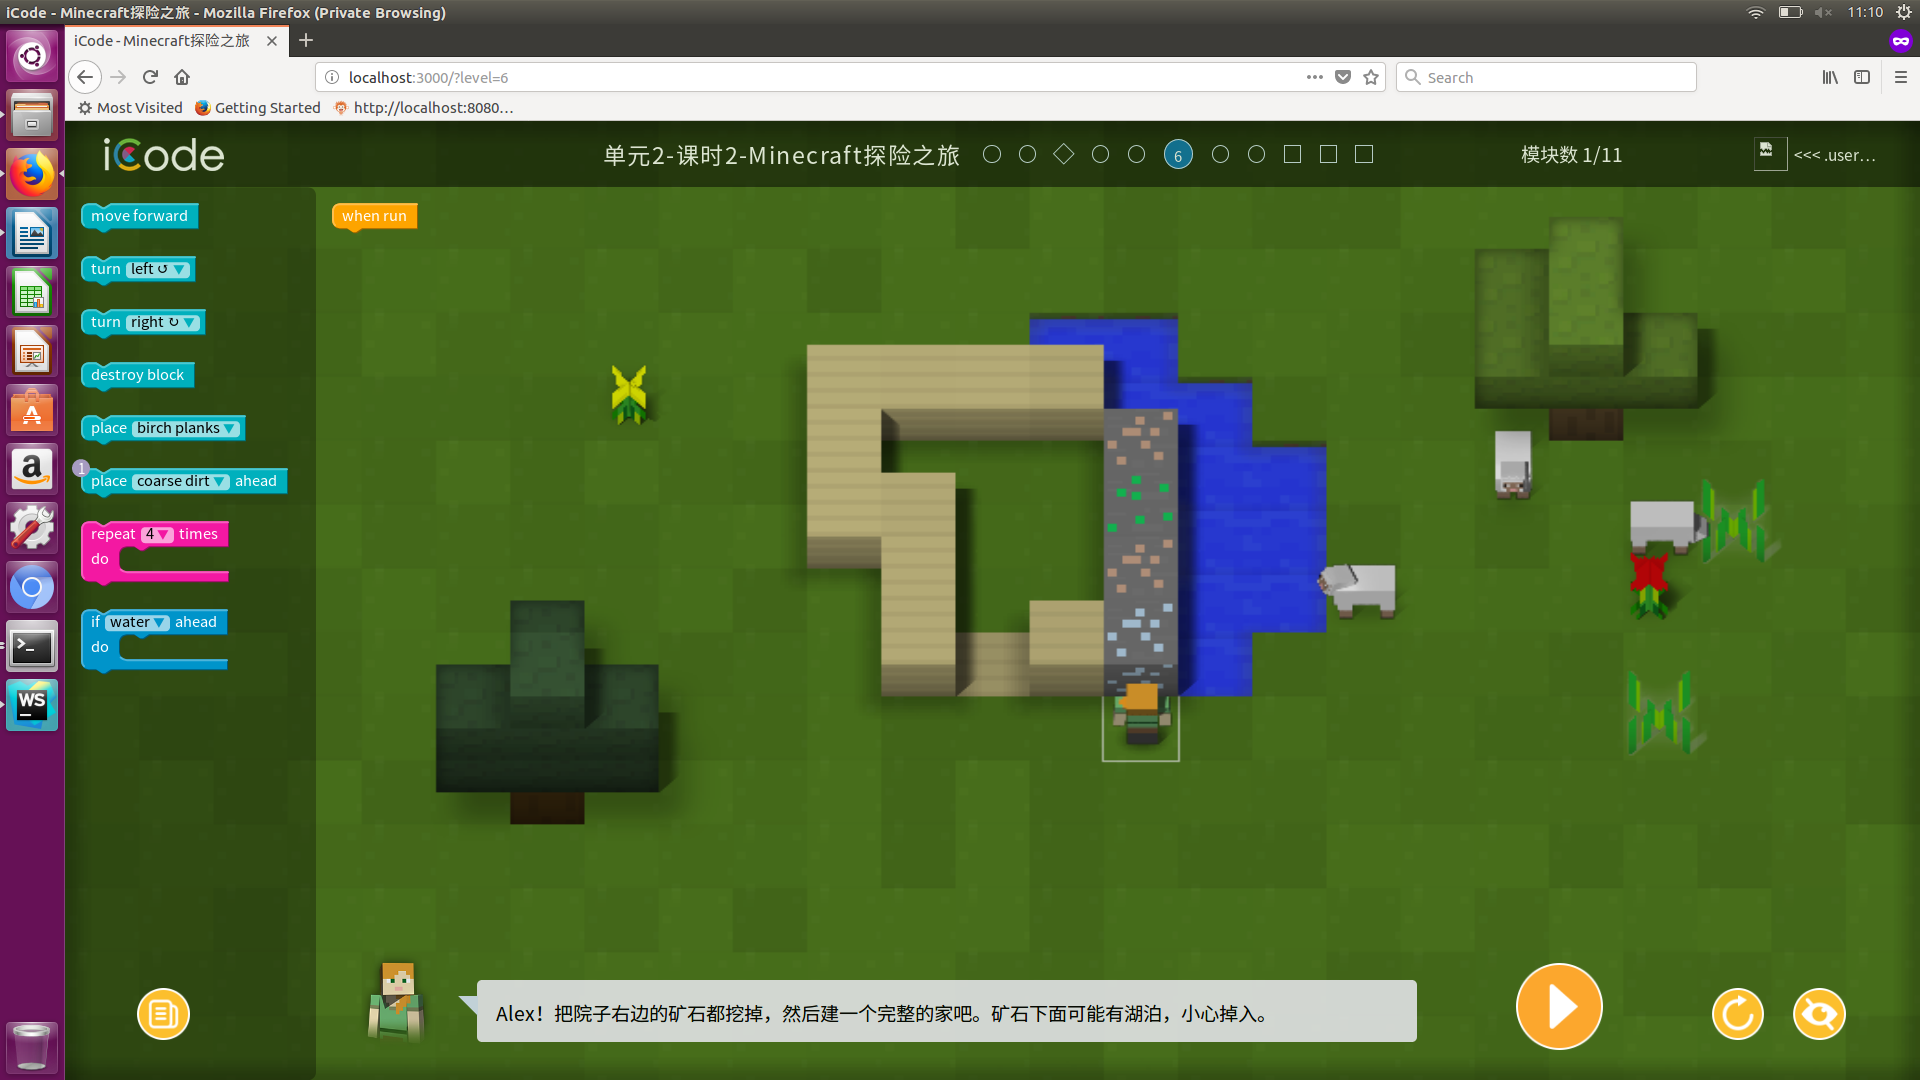 iCode - Minecraft探险之旅 - Mozilla Firefox (Private Browsing)
11:10
iCode - Minecraft探险之旅
localhost:3000/?level=6
Search
Most Visited
Getting Started
http://localhost:8080…
iCode
单元2-课时2-Minecraft探险之旅
6
模块数 1/11
<<< .user…
move forward
when run
turn left ↺
turn right ↻
destroy block
place birch planks
1
place coarse dirt ahead
repeat 4 times
do
if water ahead
do
WS
Alex！把院子右边的矿石都挖掉，然后建一个完整的家吧。矿石下面可能有湖泊，小心掉入。